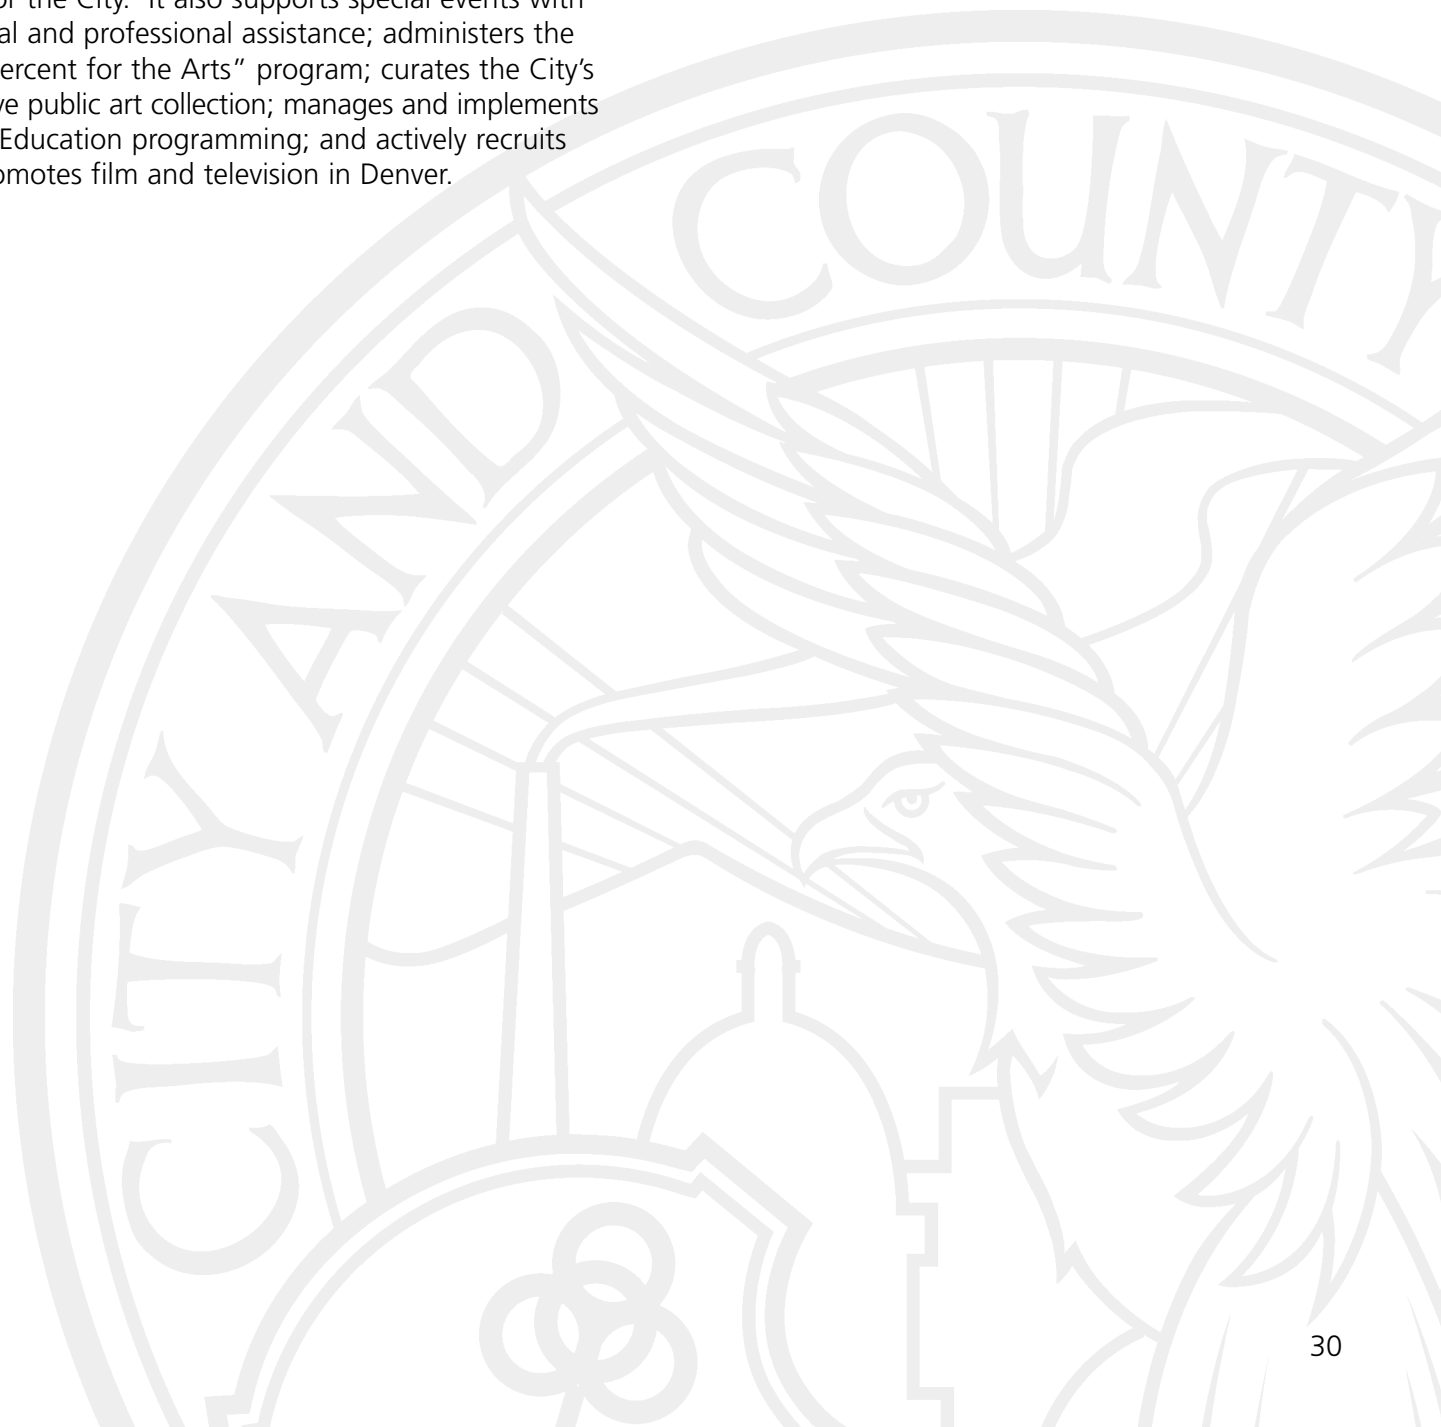 or the City. It also supports special events with
al and professional assistance; administers the
ercent for the Arts” program; curates the City’s
ve public art collection; manages and implements
Education programming; and actively recruits
omotes film and television in Denver.
CITY AND COUNTY
30